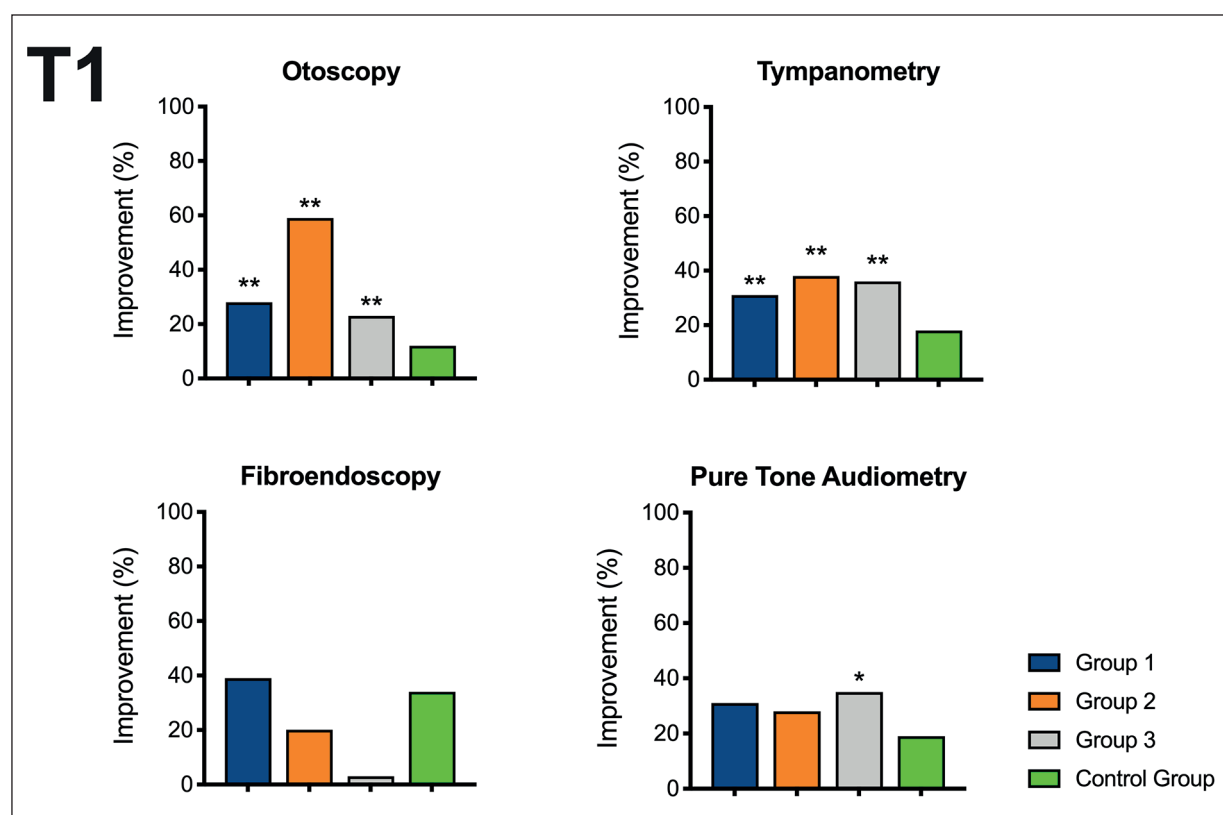 T1
Otoscopy
Improvement (%)
100
80
60
40
20
0
**
**
**
Tympanometry
Improvement (%)
100
80
60
40
20
0
**
**
**
Fibroendoscopy
Improvement (%)
100
80
60
40
20
0
Pure Tone Audiometry
Improvement (%)
100
80
60
40
20
0
*
Group 1
Group 2
Group 3
Control Group